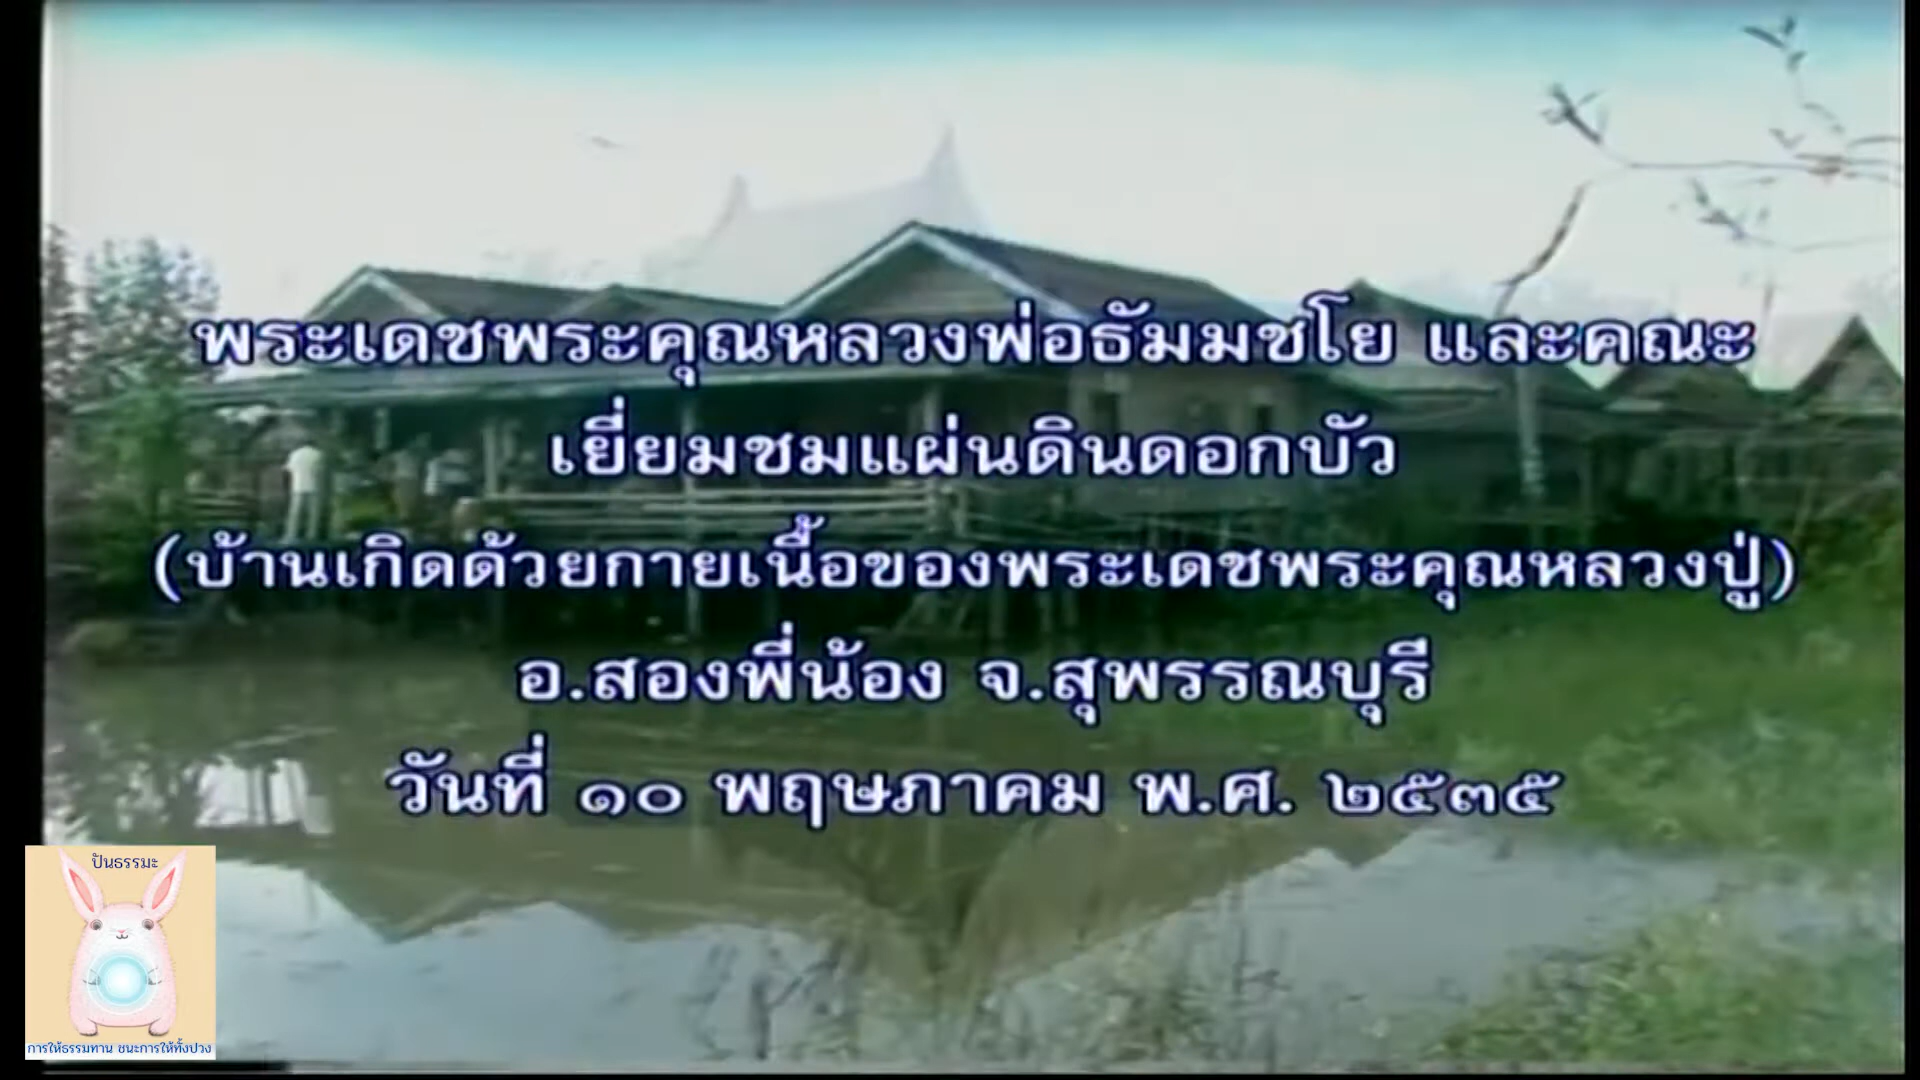 พระเดชพระคุณหลวงพ่อธัมมชโย และคณะ
เยี่ยมชมแผ่นดินดอกบัว
(บ้านเกิดด้วยกายเนื้อของพระเดชพระคุณหลวงปู่)
อ.สองพี่น้อง จ.สุพรรณบุรี
วันที่ ๑๐ พฤษภาคม พ.ศ. ๒๕๓๕
ปันธรรมะ
การให้ธรรมทาน ชนะการให้ทั้งปวง